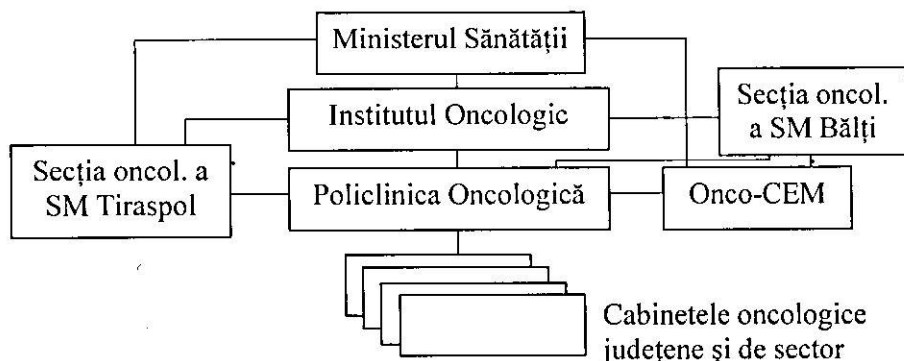 Ministerul Sănătății
Institutul Oncologic
Secția oncol.
a SM Bălți
Secția oncol. a
SM Tiraspol
Policlinica Oncologică
Onco-CEM
Cabinetele oncologice
județene și de sector